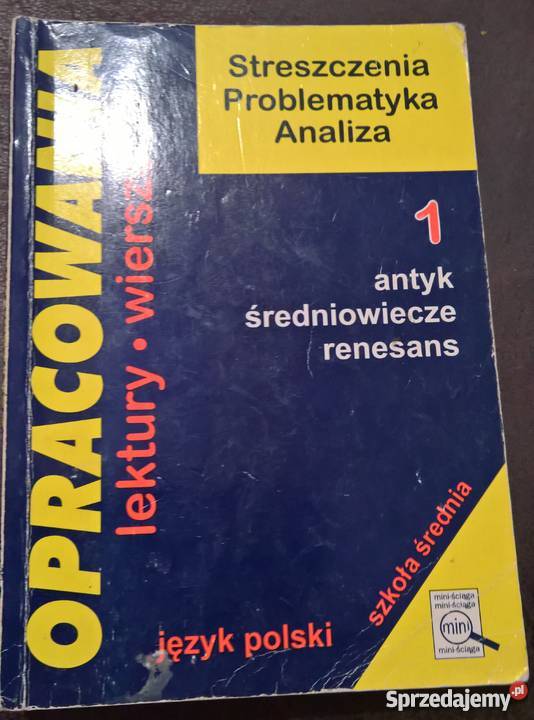 OPRACOWANIA
lektury • wiersze
Streszczenia
Problematyka
Analiza
1
antyk
średniowiecze
renesans
szkoła średnia
język polski
mini-ściąga
mini-ściąga
mini
mini-ściąga
Sprzedajemy.pl